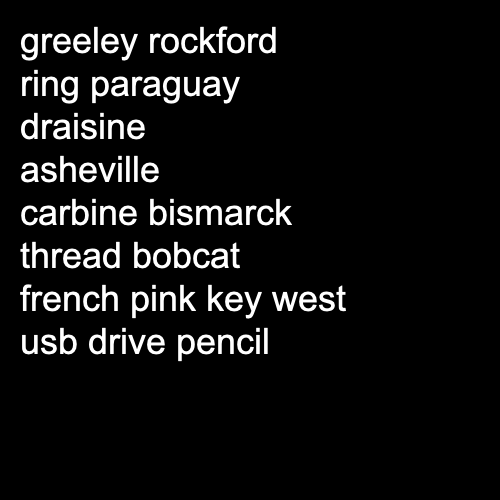 greeley rockford
ring paraguay
draisine
asheville
carbine bismarck
thread bobcat
french pink key west
usb drive pencil